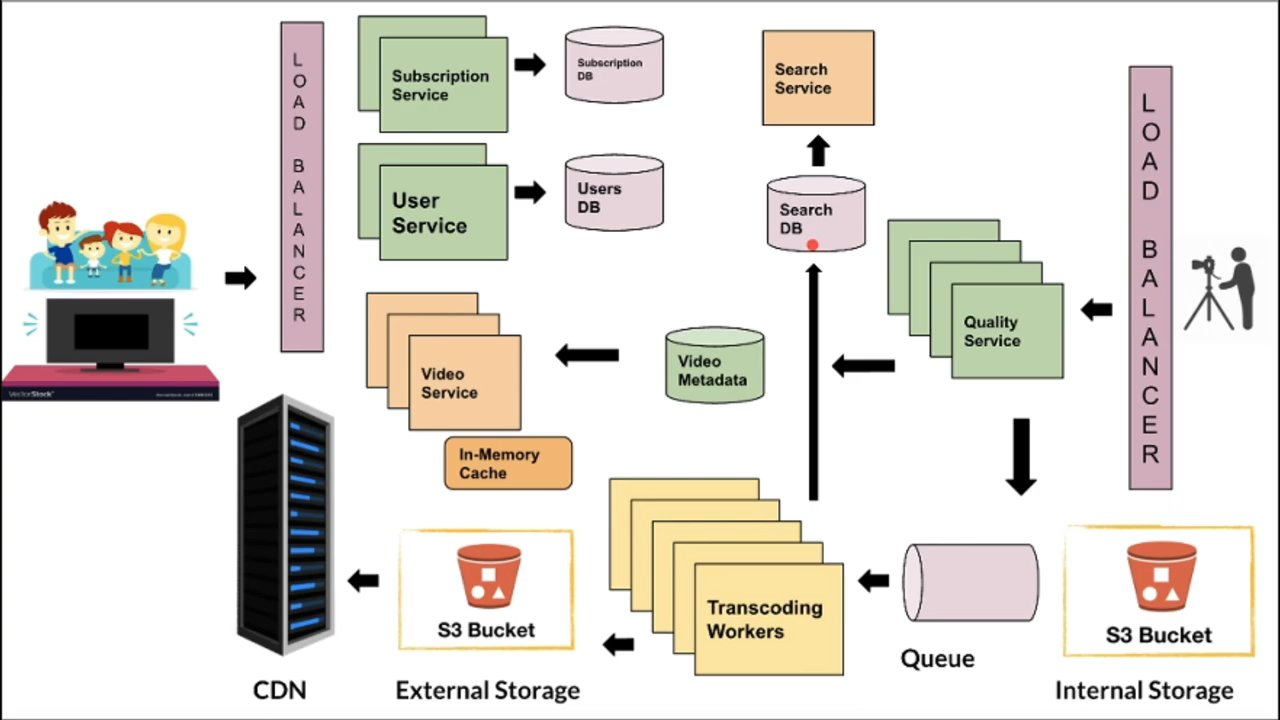 LOAD BALANCER
Subscription
Service
Subscription
DB
User
Service
Users
DB
Search
Service
Search
DB
LOAD BALANCER
Quality
Service
Video
Metadata
Video
Service
In-Memory
Cache
VectorStock
Transcoding
Workers
S3 Bucket
S3 Bucket
Queue
CDN
External Storage
Internal Storage